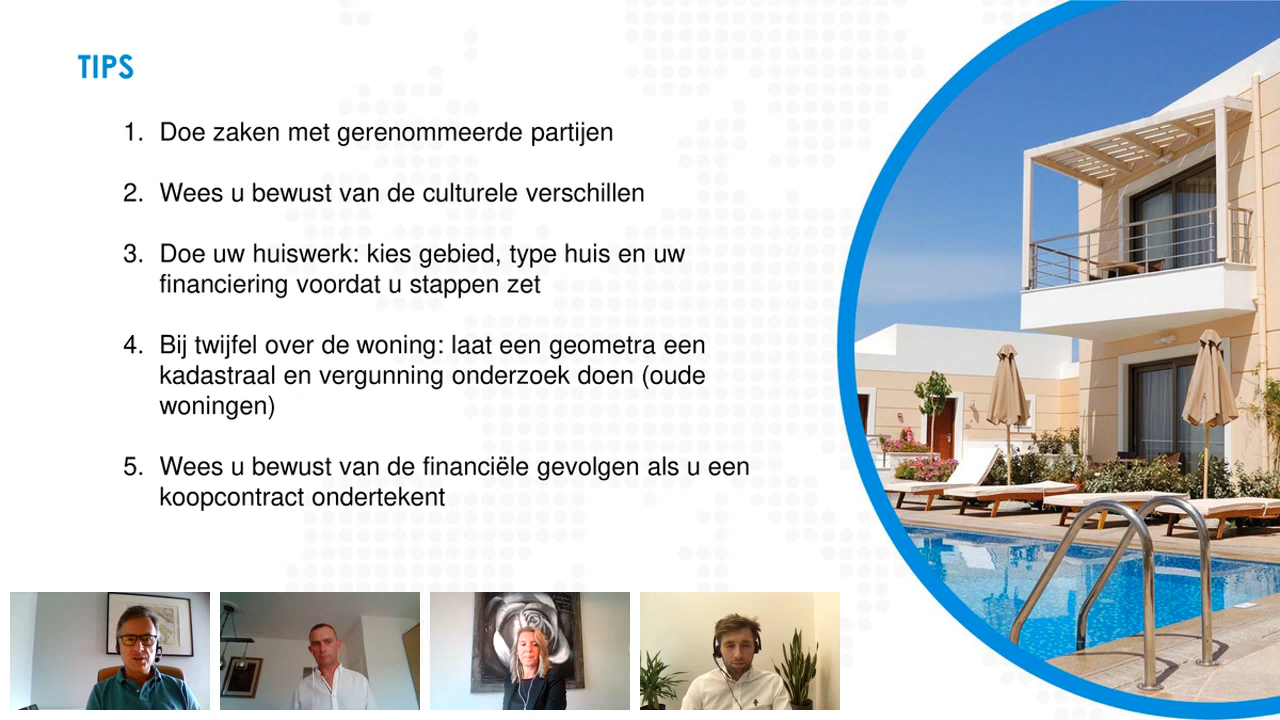 TIPS
1. Doe zaken met gerenommeerde partijen
2. Wees u bewust van de culturele verschillen
3. Doe uw huiswerk: kies gebied, type huis en uw
financiering voordat u stappen zet
4. Bij twijfel over de woning: laat een geometra een
kadastraal en vergunning onderzoek doen (oude
woningen)
5. Wees u bewust van de financiële gevolgen als u een
koopcontract ondertekent